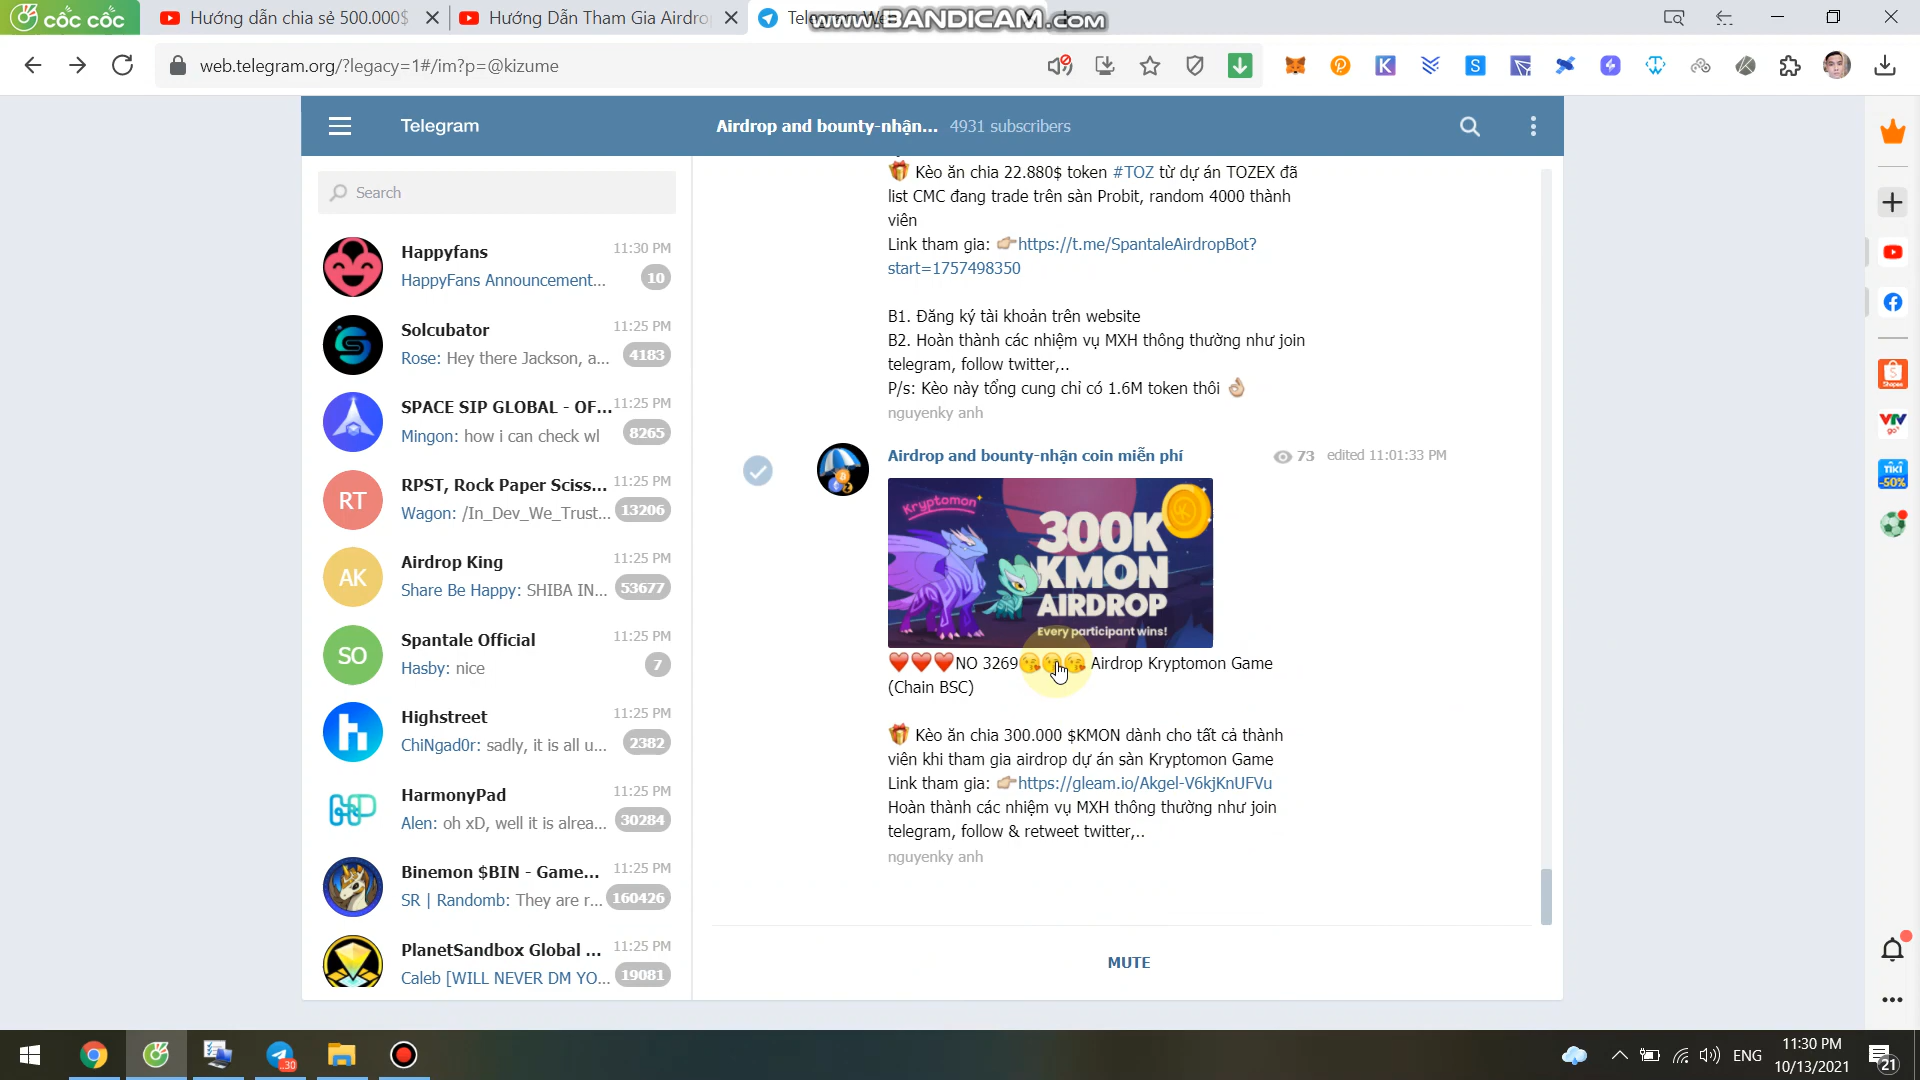 cốc cốc
Hướng dẫn chia sẻ 500.000$
Hướng Dẫn Tham Gia Airdro
www.BANDICAM.com
web.telegram.org/?legacy=1#/im?p=@kizume
Telegram
Airdrop and bounty-nhận... 4931 subscribers
Search
Happyfans 11:30 PM
HappyFans Announcement... 10
Solcubator 11:25 PM
Rose: Hey there Jackson, a... 4183
SPACE SIP GLOBAL - OF... 11:25 PM
Mingon: how i can check wl 8265
RT
RPST, Rock Paper Sciss... 11:25 PM
Wagon: /In_Dev_We_Trust... 13206
AK
Airdrop King 11:25 PM
Share Be Happy: SHIBA IN... 53677
SO
Spantale Official 11:25 PM
Hasby: nice 7
Highstreet 11:25 PM
ChiNgad0r: sadly, it is all u... 2382
HarmonyPad 11:25 PM
Alen: oh xD, well it is alrea... 30284
Binemon $BIN - Game... 11:25 PM
SR | Randomb: They are r... 160426
PlanetSandbox Global ... 11:25 PM
Caleb [WILL NEVER DM YO... 19081
🎁 Kèo ăn chia 22.880$ token #TOZ từ dự án TOZEX đã
list CMC đang trade trên sàn Probit, random 4000 thành
viên
Link tham gia: 👉🏼https://t.me/SpantaleAirdropBot?
start=1757498350
B1. Đăng ký tài khoản trên website
B2. Hoàn thành các nhiệm vụ MXH thông thường như join
telegram, follow twitter,..
P/s: Kèo này tổng cung chỉ có 1.6M token thôi 👌🏼
nguyenky anh
Airdrop and bounty-nhận coin miễn phí 73 edited 11:01:33 PM
Kryptomon
300K
KMON
AIRDROP
Every participant wins!
❤️❤️❤️NO 3269😘😘😘 Airdrop Kryptomon Game
(Chain BSC)
🎁 Kèo ăn chia 300.000 $KMON dành cho tất cả thành
viên khi tham gia airdrop dự án sàn Kryptomon Game
Link tham gia: 👉🏼https://gleam.io/Akgel-V6kjKnUFVu
Hoàn thành các nhiệm vụ MXH thông thường như join
telegram, follow & retweet twitter,..
nguyenky anh
MUTE
Shopee
VTV
go
TIKI
-50%
..30
ENG
11:30 PM
10/13/2021
21